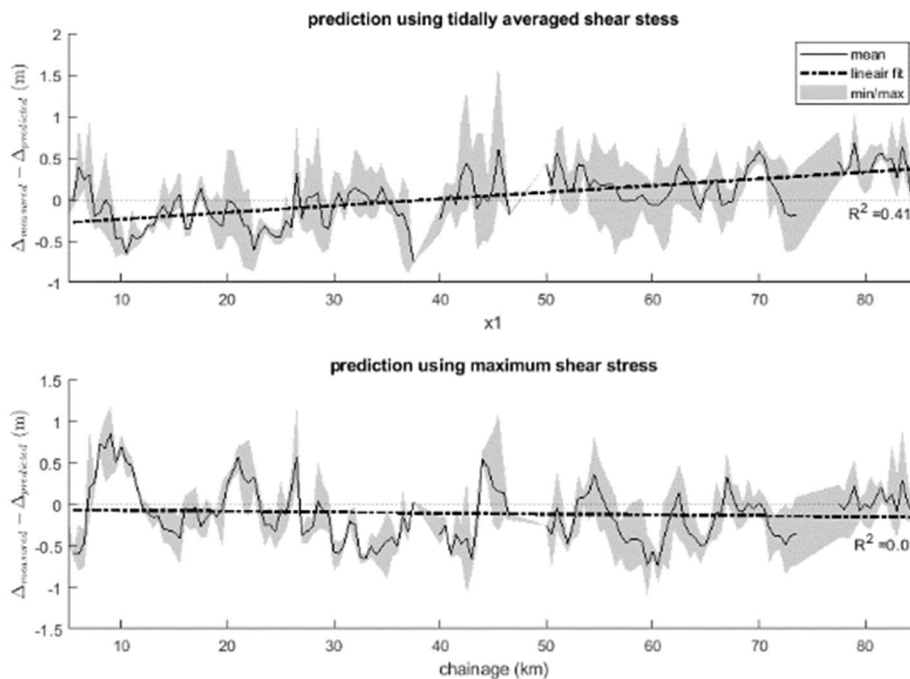 prediction using tidally averaged shear stess
Δmeasured − Δpredicted (m)
2
1.5
1
0.5
0
-0.5
-1
mean
lineair fit
min/max
R² =0.41
10 20 30 40 50 60 70 80
x1
prediction using maximum shear stress
Δmeasured − Δpredicted (m)
1.5
1
0.5
0
-0.5
-1
-1.5
R² =0.0
10 20 30 40 50 60 70 80
chainage (km)